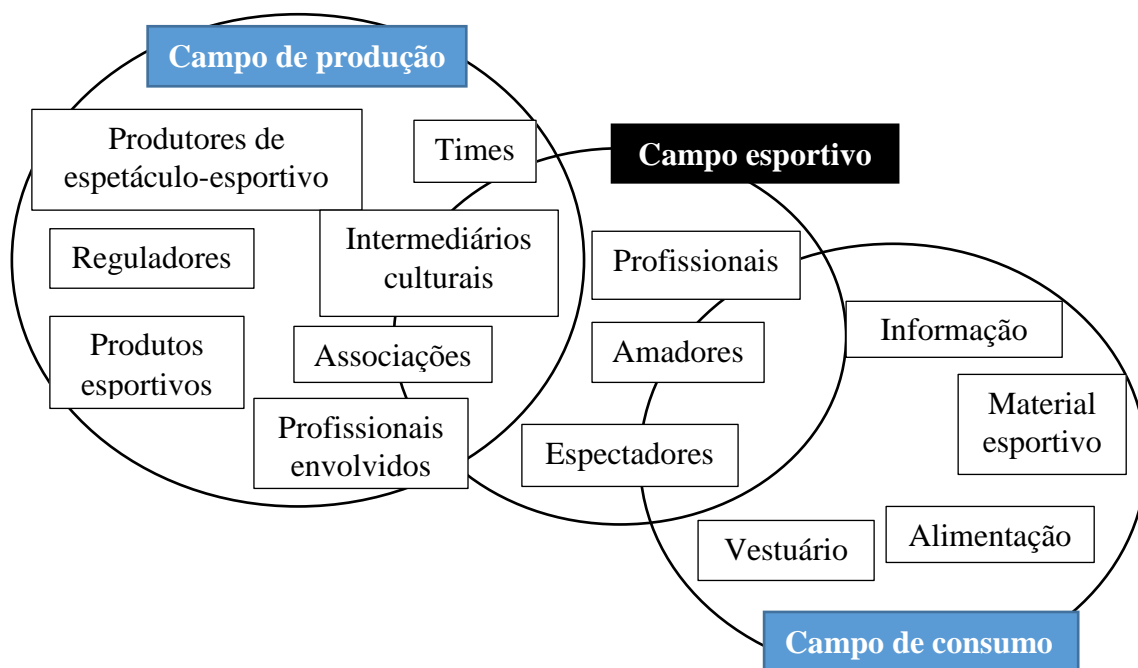 Campo de produção
Produtores de
espetáculo-esportivo
Times
Campo esportivo
Reguladores
Intermediários
culturais
Profissionais
Informação
Produtos
esportivos
Associações
Amadores
Material
esportivo
Profissionais
envolvidos
Espectadores
Vestuário
Alimentação
Campo de consumo